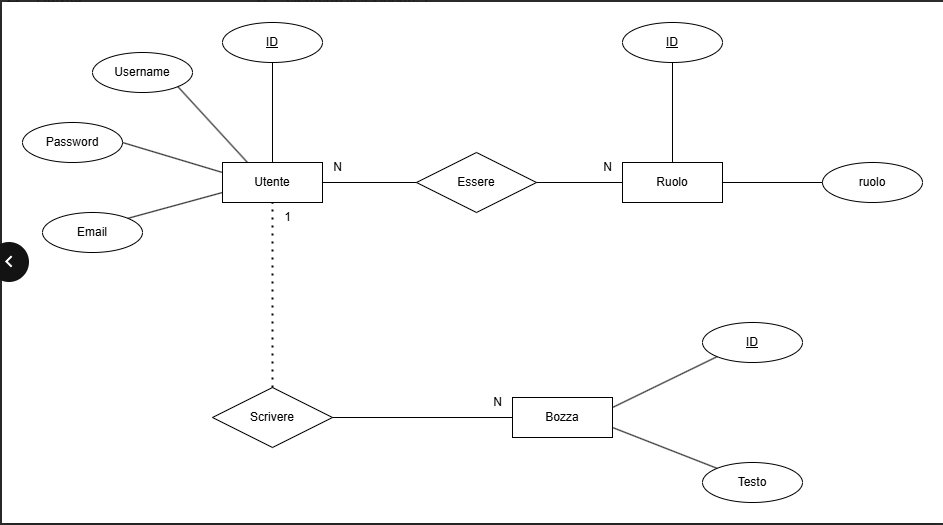 ID
ID
Username
Password
N
N
Utente
Essere
Ruolo
ruolo
1
Email
ID
N
Scrivere
Bozza
Testo